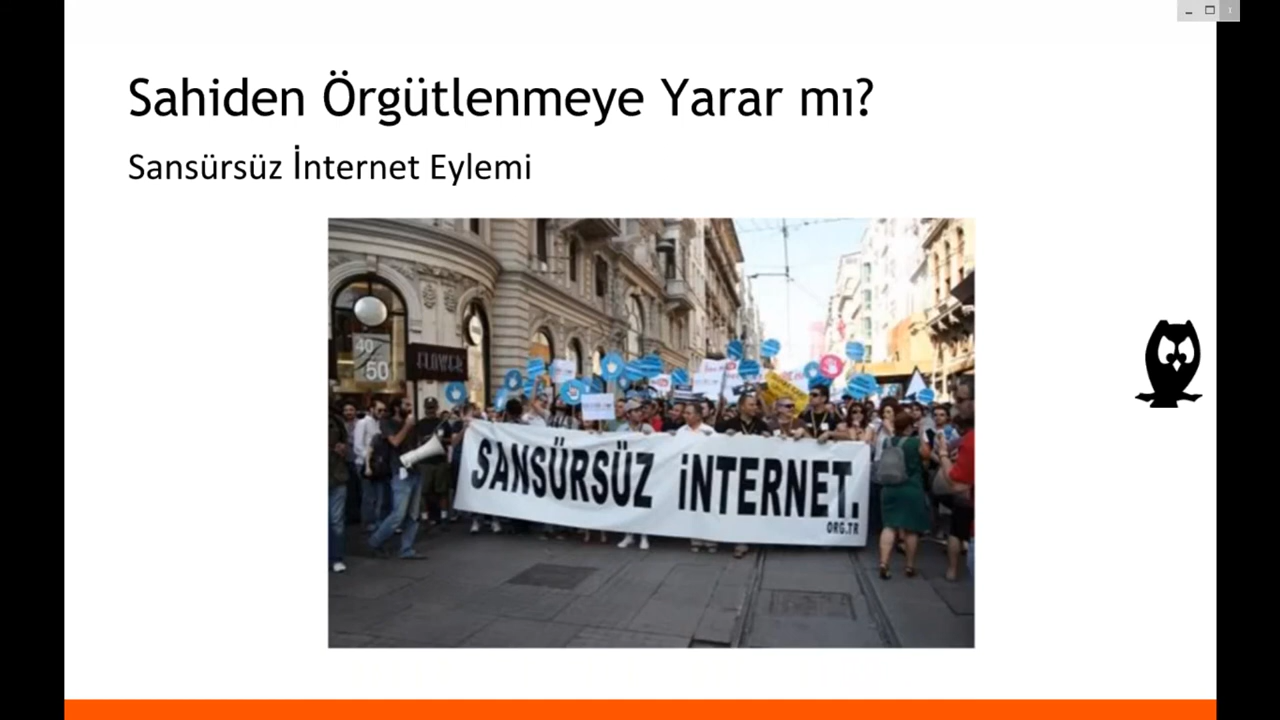 Sahiden Örgütlenmeye Yarar mı?
Sansürsüz İnternet Eylemi
40
50
FLOWER
SANSÜRSÜZ İNTERNET.
ORG.TR